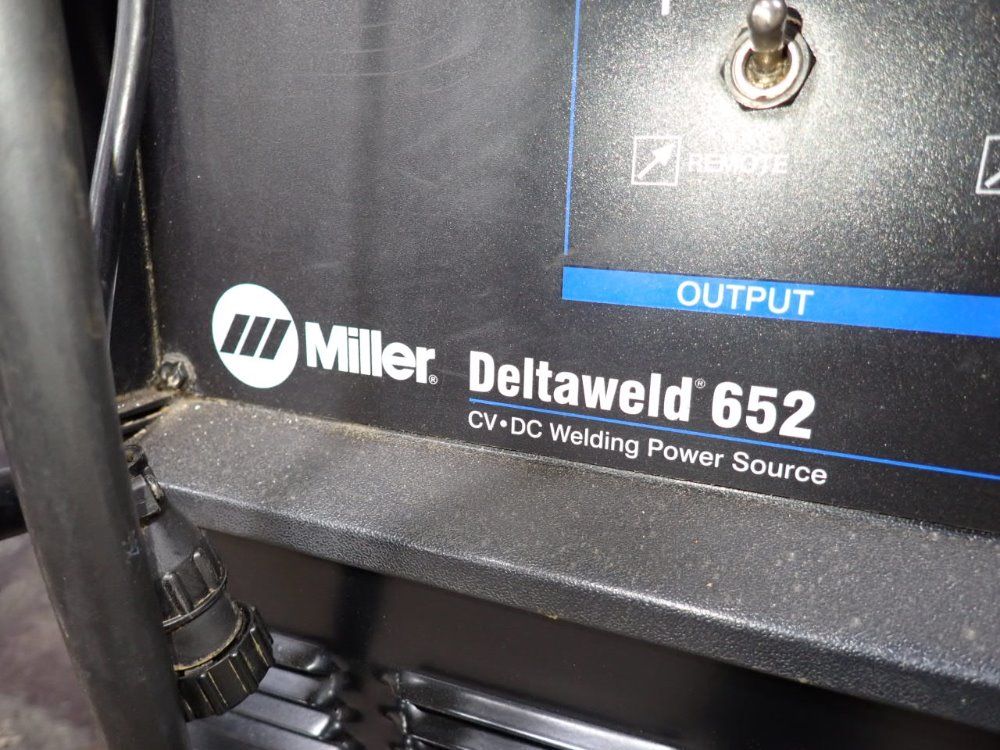 REMOTE
OUTPUT
Miller®
Deltaweld® 652
CV•DC Welding Power Source